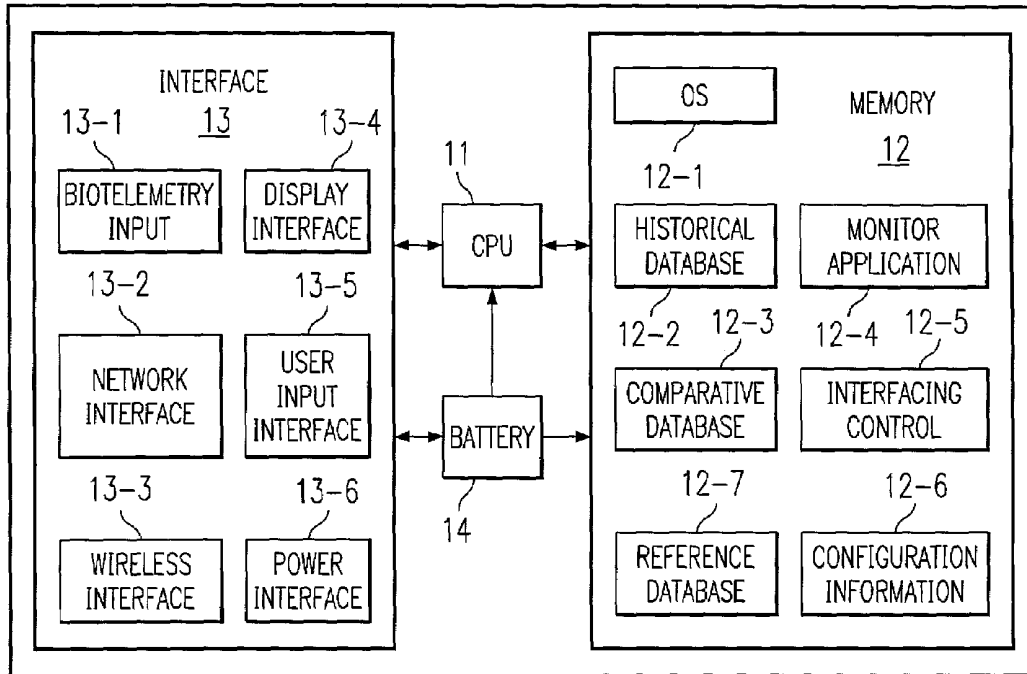 INTERFACE
13
13-1
13-4
BIOTELEMETRY
INPUT
DISPLAY
INTERFACE
13-2
13-5
NETWORK
INTERFACE
USER
INPUT
INTERFACE
13-3
13-6
WIRELESS
INTERFACE
POWER
INTERFACE
11
CPU
BATTERY
14
OS
MEMORY
12
12-1
HISTORICAL
DATABASE
MONITOR
APPLICATION
12-2
12-3
12-4
12-5
COMPARATIVE
DATABASE
INTERFACING
CONTROL
12-7
12-6
REFERENCE
DATABASE
CONFIGURATION
INFORMATION